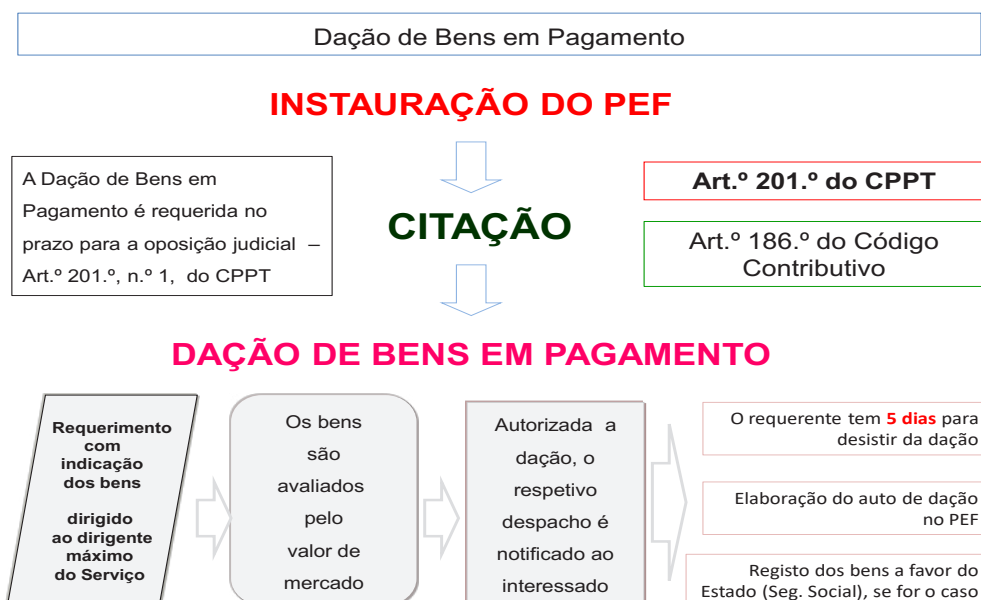 Dação de Bens em Pagamento
INSTAURAÇÃO DO PEF
A Dação de Bens em
Pagamento é requerida no
prazo para a oposição judicial –
Art.º 201.º, n.º 1, do CPPT
CITAÇÃO
Art.º 201.º do CPPT
Art.º 186.º do Código
Contributivo
DAÇÃO DE BENS EM PAGAMENTO
Requerimento
com
indicação
dos bens
dirigido
ao dirigente
máximo
do Serviço
Os bens
são
avaliados
pelo
valor de
mercado
Autorizada a
dação, o
respetivo
despacho é
notificado ao
interessado
O requerente tem 5 dias para
desistir da dação
Elaboração do auto de dação
no PEF
Registo dos bens a favor do
Estado (Seg. Social), se for o caso